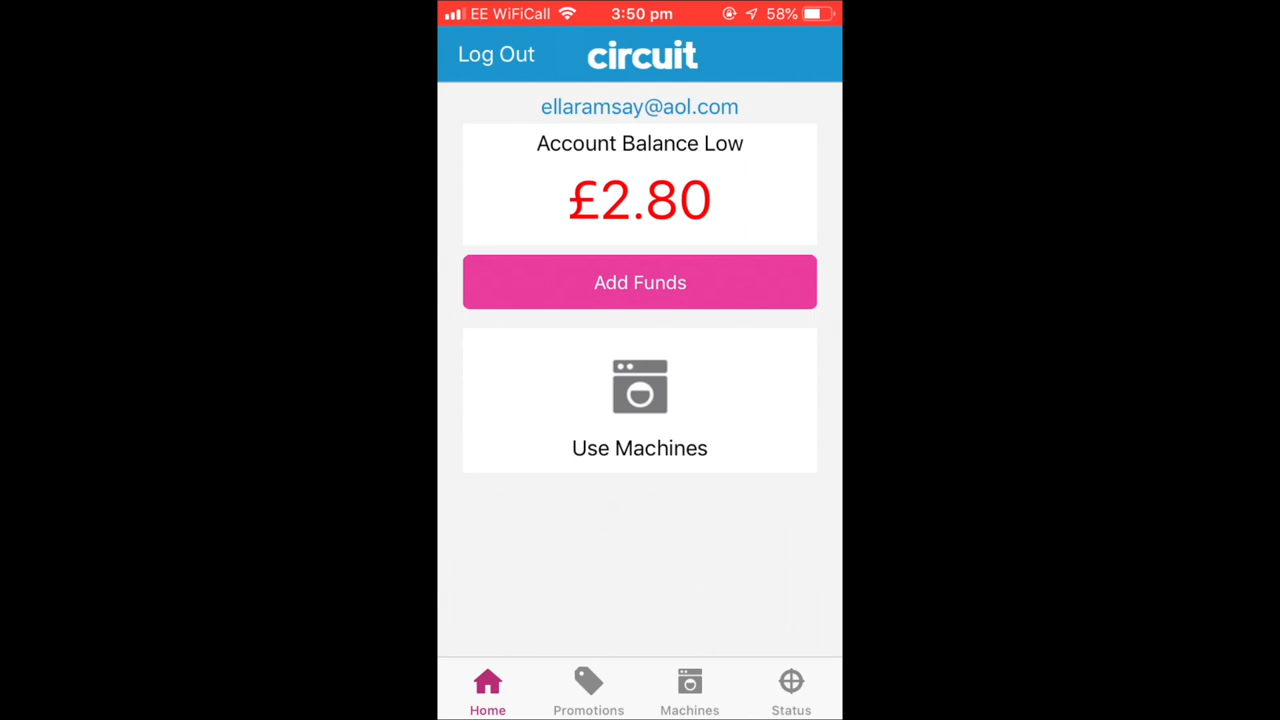 EE WiFiCall 3:50 pm 58%
Log Out circuit
ellaramsay@aol.com
Account Balance Low
£2.80
Add Funds
Use Machines
Home Promotions Machines Status